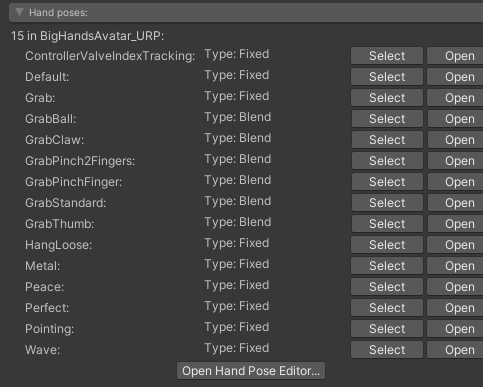 Hand poses:
15 in BigHandsAvatar_URP:
ControllerValveIndexTracking: Type: Fixed Select Open
Default: Type: Fixed Select Open
Grab: Type: Fixed Select Open
GrabBall: Type: Blend Select Open
GrabClaw: Type: Blend Select Open
GrabPinch2Fingers: Type: Blend Select Open
GrabPinchFinger: Type: Blend Select Open
GrabStandard: Type: Blend Select Open
GrabThumb: Type: Blend Select Open
HangLoose: Type: Fixed Select Open
Metal: Type: Fixed Select Open
Peace: Type: Fixed Select Open
Perfect: Type: Fixed Select Open
Pointing: Type: Fixed Select Open
Wave: Type: Fixed Select Open
Open Hand Pose Editor...